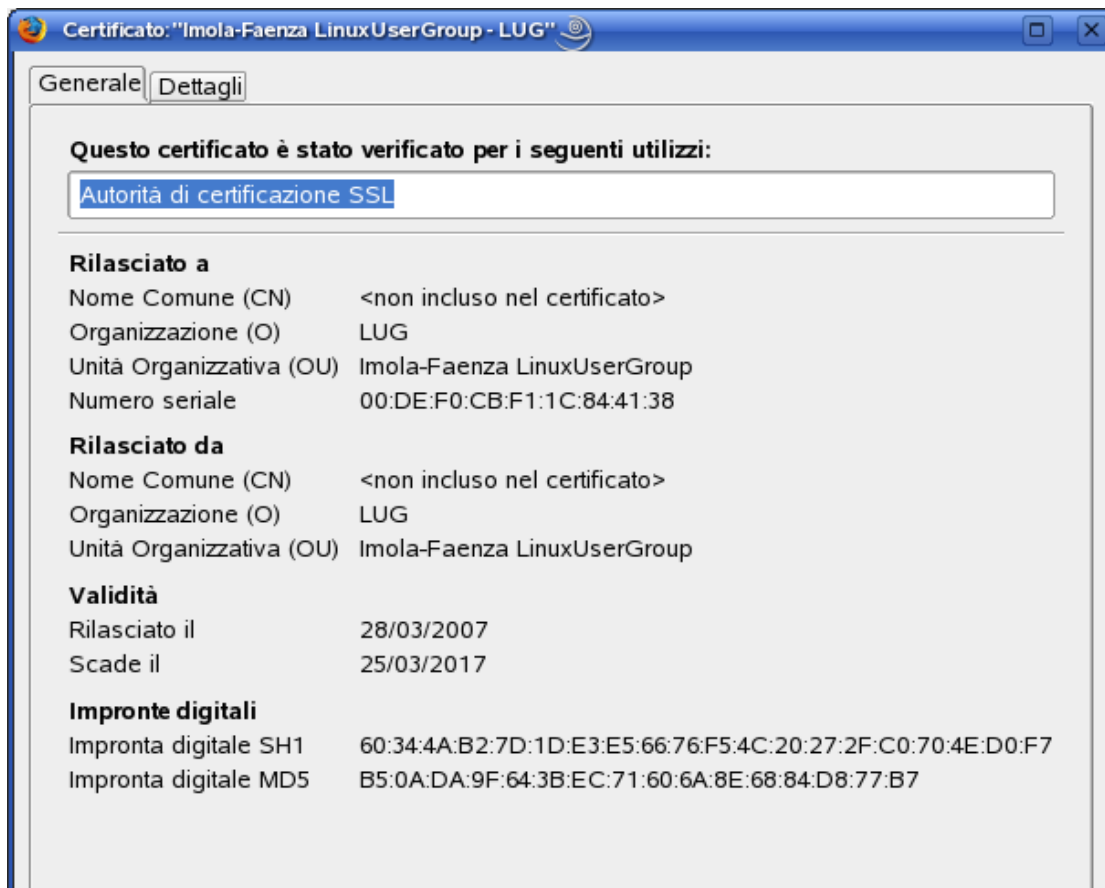 Certificato:"Imola-Faenza LinuxUserGroup - LUG"
Generale Dettagli
Questo certificato è stato verificato per i seguenti utilizzi:
Autorità di certificazione SSL
Rilasciato a
Nome Comune (CN) <non incluso nel certificato>
Organizzazione (O) LUG
Unità Organizzativa (OU) Imola-Faenza LinuxUserGroup
Numero seriale 00:DE:F0:CB:F1:1C:84:41:38
Rilasciato da
Nome Comune (CN) <non incluso nel certificato>
Organizzazione (O) LUG
Unità Organizzativa (OU) Imola-Faenza LinuxUserGroup
Validità
Rilasciato il 28/03/2007
Scade il 25/03/2017
Impronte digitali
Impronta digitale SH1 60:34:4A:B2:7D:1D:E3:E5:66:76:F5:4C:20:27:2F:C0:70:4E:D0:F7
Impronta digitale MD5 B5:0A:DA:9F:64:3B:EC:71:60:6A:8E:68:84:D8:77:B7